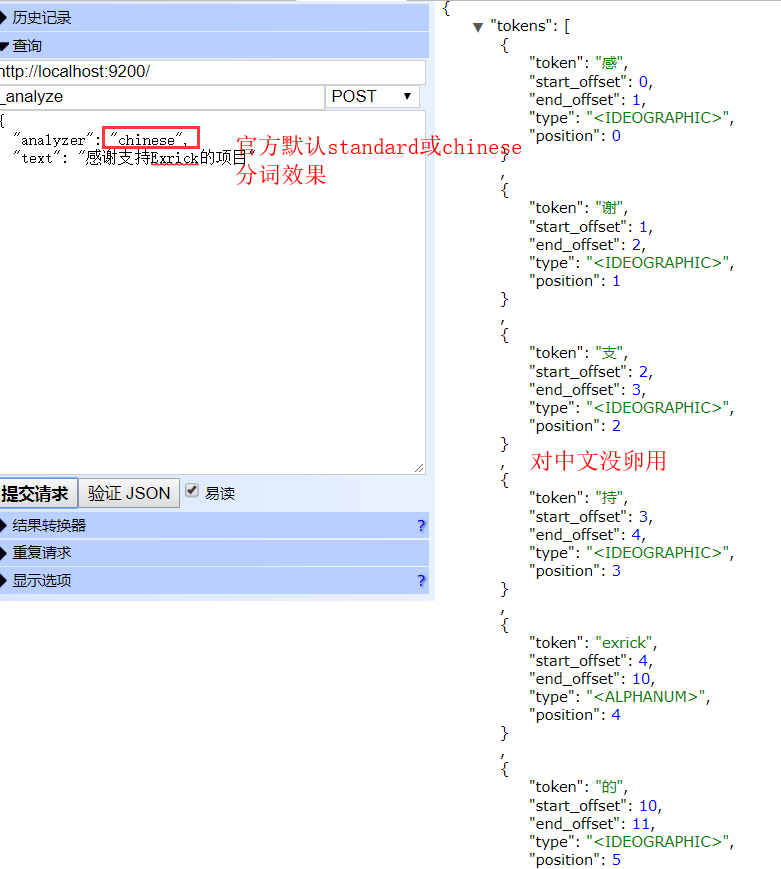 历史记录
查询
http://localhost:9200/
_analyze
POST
{
"analyzer": "chinese",
"text": "感谢支持Exrick的项目"
官方默认standard或chinese
分词效果
提交请求
验证 JSON
易读
结果转换器
?
重复请求
显示选项
?
{
"tokens": [
{
"token": "感",
"start_offset": 0,
"end_offset": 1,
"type": "<IDEOGRAPHIC>",
"position": 0
}
,
{
"token": "谢",
"start_offset": 1,
"end_offset": 2,
"type": "<IDEOGRAPHIC>",
"position": 1
}
,
{
"token": "支",
"start_offset": 2,
"end_offset": 3,
"type": "<IDEOGRAPHIC>",
"position": 2
}
,
对中文没卵用
{
"token": "持",
"start_offset": 3,
"end_offset": 4,
"type": "<IDEOGRAPHIC>",
"position": 3
}
,
{
"token": "exrick",
"start_offset": 4,
"end_offset": 10,
"type": "<ALPHANUM>",
"position": 4
}
,
{
"token": "的",
"start_offset": 10,
"end_offset": 11,
"type": "<IDEOGRAPHIC>",
"position": 5